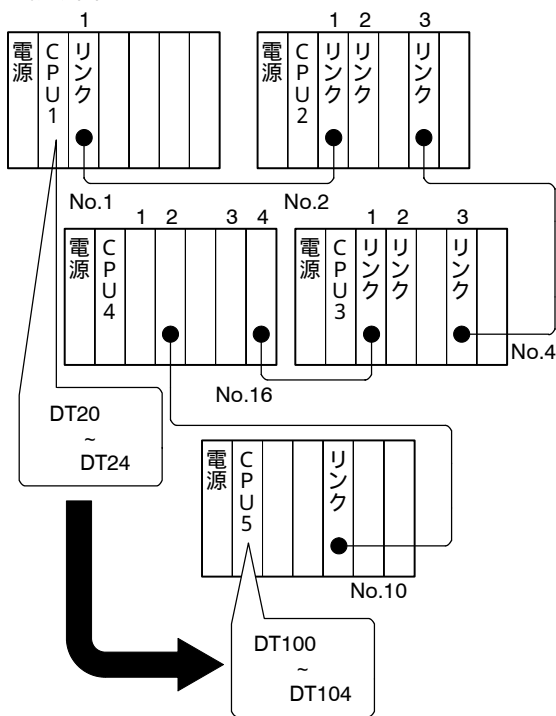 1
電源
CPU1
リンク
No.1
1 2 3
電源
CPU2
リンク
リンク
リンク
No.2
1 2 3 4
電源
CPU4
No.16
1 2 3
電源
CPU3
リンク
リンク
リンク
No.4
DT20
~
DT24
電源
CPU5
リンク
No.10
DT100
~
DT104